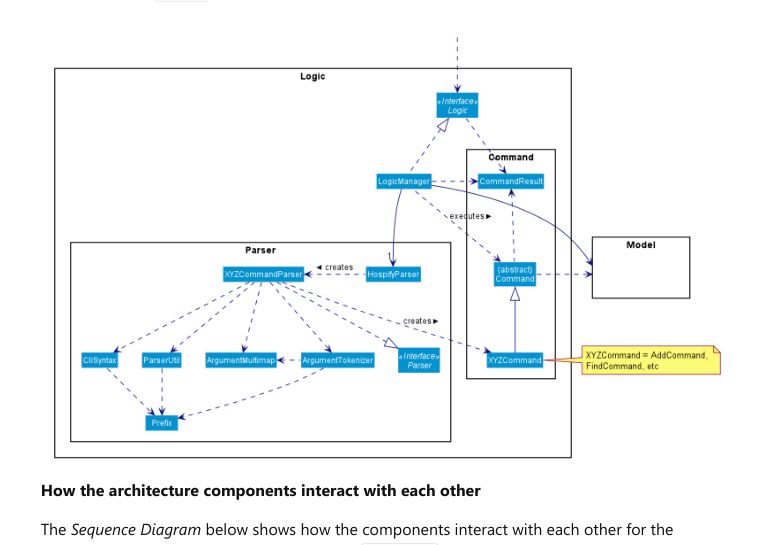 Logic
«Interface»
Logic
Command
LogicManager
CommandResult
executes ►
Model
Parser
{abstract}
Command
XYZCommandParser
◄ creates
HospifyParser
1
creates ►
CliSyntax
ParserUtil
ArgumentMultimap
ArgumentTokenizer
«Interface»
Parser
XYZCommand
XYZCommand = AddCommand,
FindCommand, etc
Prefix
How the architecture components interact with each other
The Sequence Diagram below shows how the components interact with each other for the